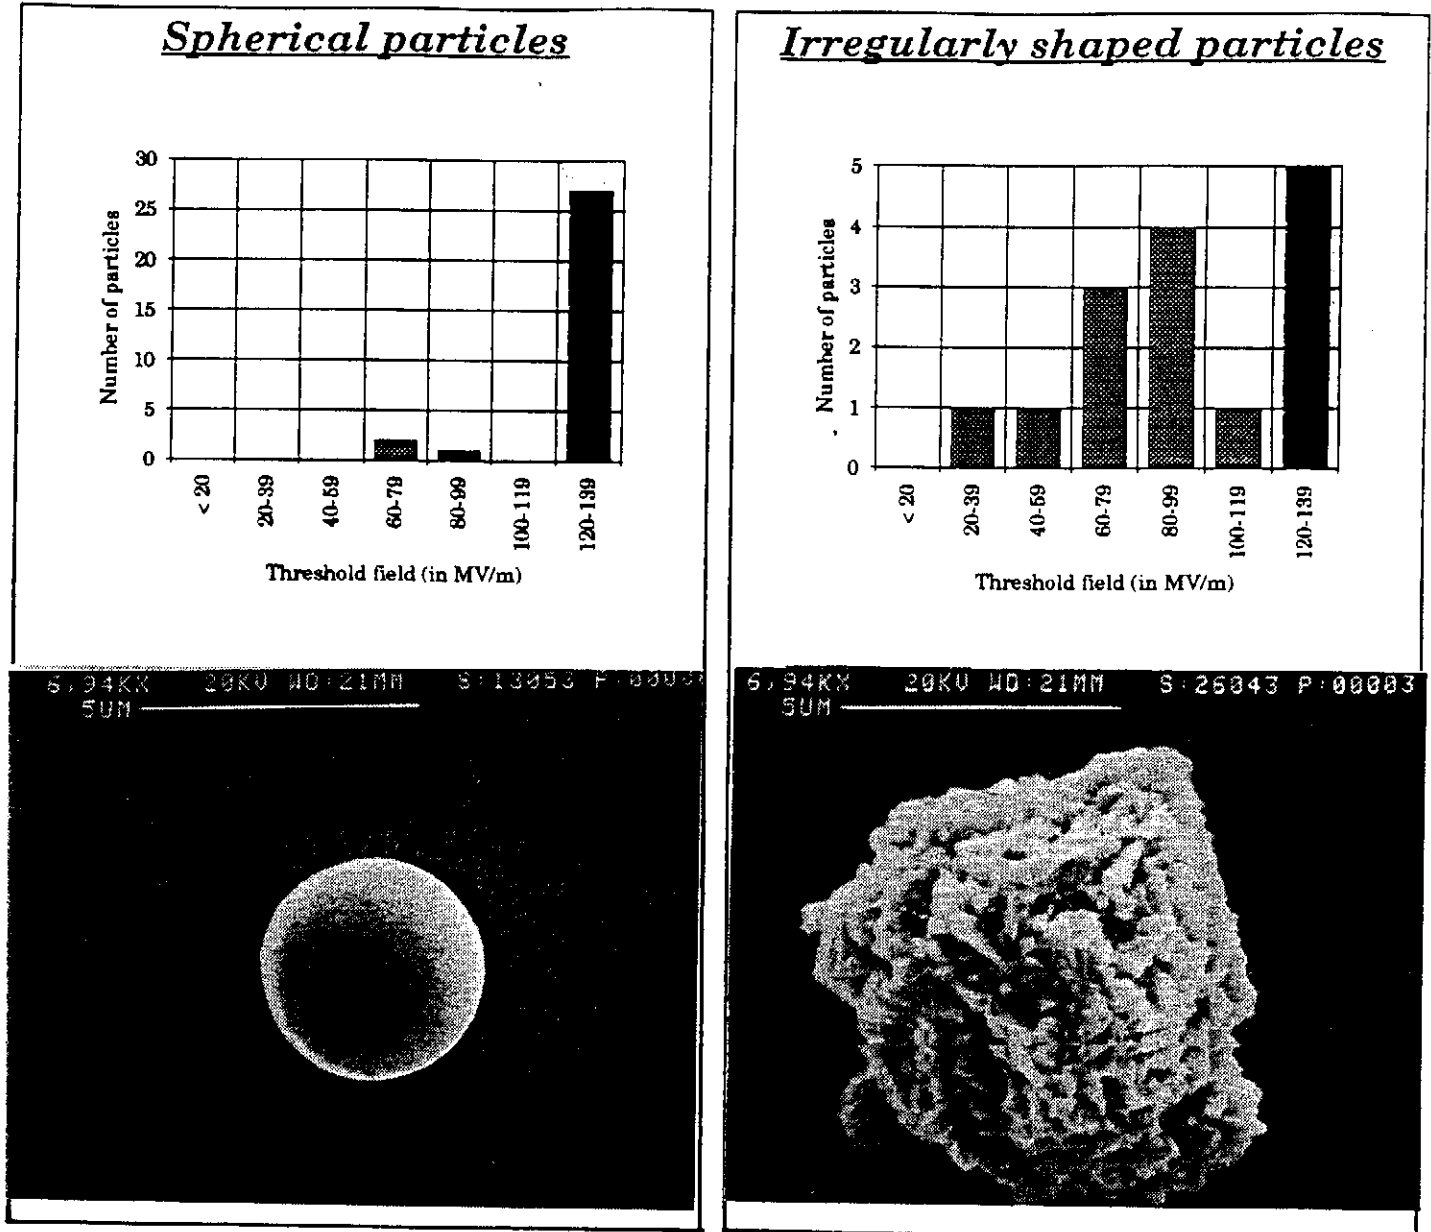 Spherical particles
30
25
20
15
10
5
0
Number of particles
< 20
20-39
40-59
60-79
80-99
100-119
120-139
Threshold field (in MV/m)
6,94KX 20KV WD:21MM S:13053
5UM
Irregularly shaped particles
5
4
3
2
1
0
Number of particles
< 20
20-39
40-59
60-79
80-99
100-119
120-139
Threshold field (in MV/m)
6,94KX 20KV WD:21MM S:26043 P:00003
5UM